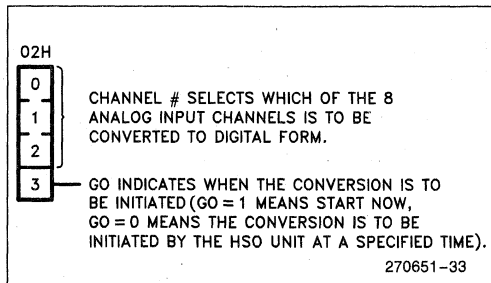 02H
0
CHANNEL # SELECTS WHICH OF THE 8
1
ANALOG INPUT CHANNELS IS TO BE
CONVERTED TO DIGITAL FORM.
2
3
GO INDICATES WHEN THE CONVERSION IS TO
BE INITIATED (GO = 1 MEANS START NOW,
GO = 0 MEANS THE CONVERSION IS TO BE
INITIATED BY THE HSO UNIT AT A SPECIFIED TIME).
270651–33